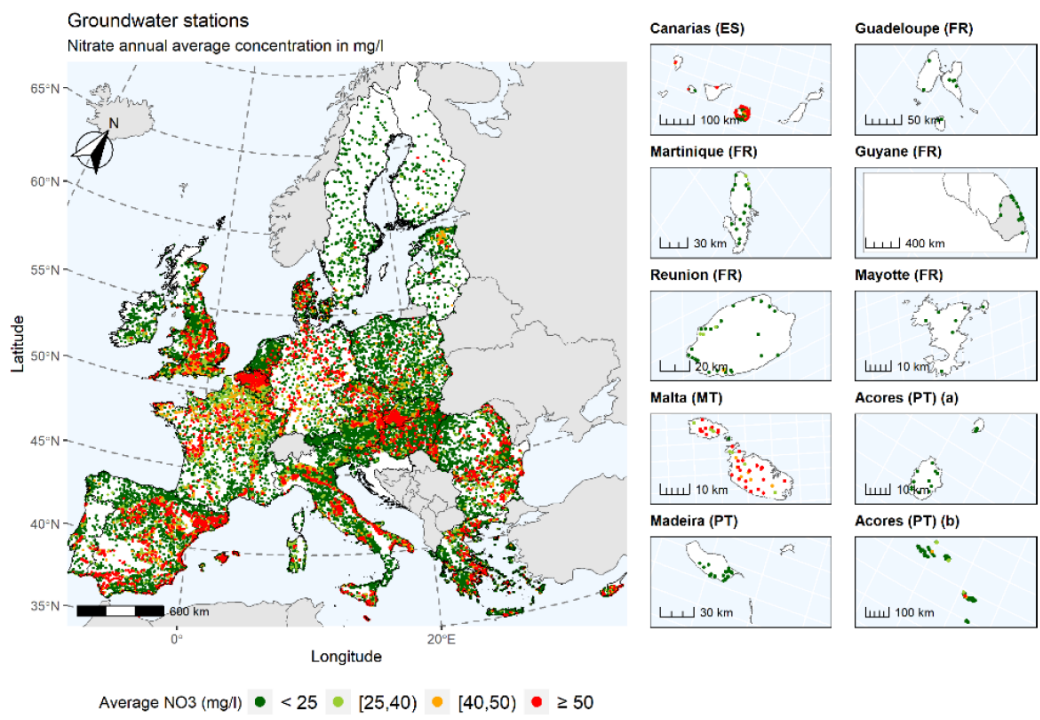 Groundwater stations
Nitrate annual average concentration in mg/l
65°N
60°N
55°N
50°N
45°N
40°N
35°N
Latitude
N
600 km
0°
20°E
Longitude
Canarias (ES)
100 km
Guadeloupe (FR)
50 km
Martinique (FR)
30 km
Guyane (FR)
400 km
Reunion (FR)
20 km
Mayotte (FR)
10 km
Malta (MT)
10 km
Acores (PT) (a)
10 km
Madeira (PT)
30 km
Acores (PT) (b)
100 km
Average NO3 (mg/l) < 25 [25,40) [40,50) ≥ 50